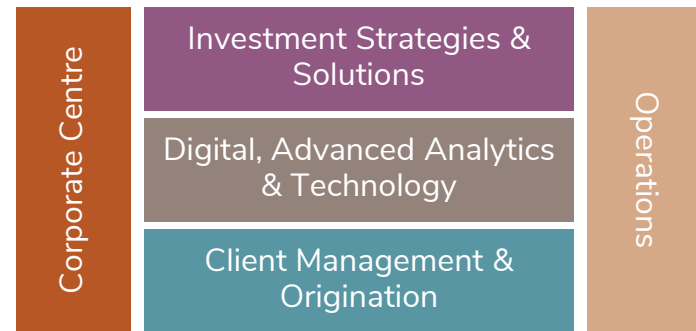 Corporate Centre
Investment Strategies &
Solutions
Digital, Advanced Analytics
& Technology
Client Management &
Origination
Operations